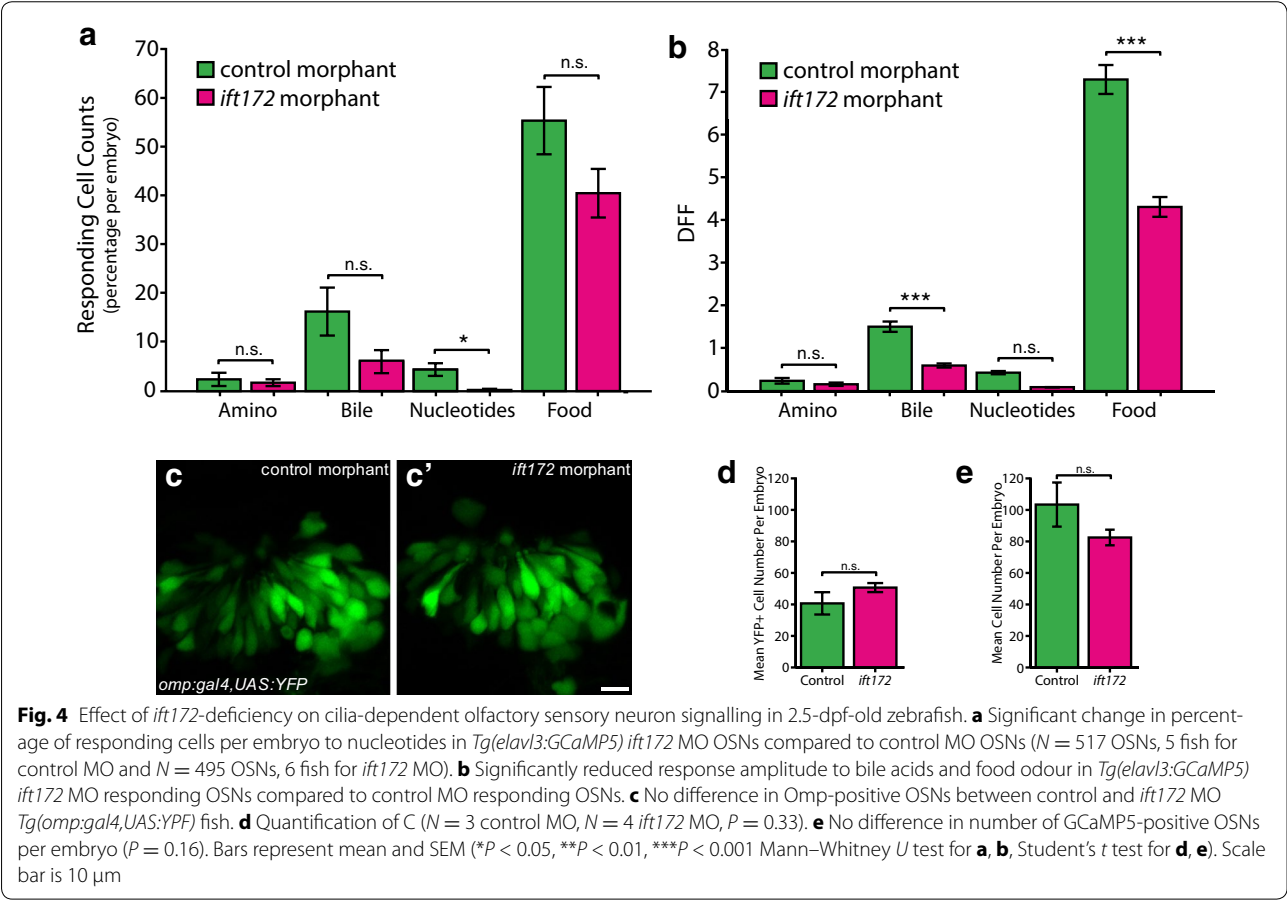 a
70
60
50
40
30
20
10
0
Responding Cell Counts
(percentage per embryo)
control morphant
ift172 morphant
n.s.
n.s.
*
n.s.
Amino Bile Nucleotides Food
b
8
7
6
5
4
3
2
1
0
DFF
control morphant
ift172 morphant
n.s.
***
n.s.
***
Amino Bile Nucleotides Food
c control morphant
omp:gal4,UAS:YFP
c' ift172 morphant
d
120
100
80
60
40
20
0
Mean YFP+ Cell Number Per Embryo
n.s.
Control ift172
e
120
100
80
60
40
20
0
Mean Cell Number Per Embryo
n.s.
Control ift172
Fig. 4 Effect of ift172-deficiency on cilia-dependent olfactory sensory neuron signalling in 2.5-dpf-old zebrafish. a Significant change in percent-
age of responding cells per embryo to nucleotides in Tg(elavl3:GCaMP5) ift172 MO OSNs compared to control MO OSNs (N = 517 OSNs, 5 fish for
control MO and N = 495 OSNs, 6 fish for ift172 MO). b Significantly reduced response amplitude to bile acids and food odour in Tg(elavl3:GCaMP5)
ift172 MO responding OSNs compared to control MO responding OSNs. c No difference in Omp-positive OSNs between control and ift172 MO
Tg(omp:gal4,UAS:YPF) fish. d Quantification of C (N = 3 control MO, N = 4 ift172 MO, P = 0.33). e No difference in number of GCaMP5-positive OSNs
per embryo (P = 0.16). Bars represent mean and SEM (*P < 0.05, **P < 0.01, ***P < 0.001 Mann–Whitney U test for a, b, Student's t test for d, e). Scale
bar is 10 μm